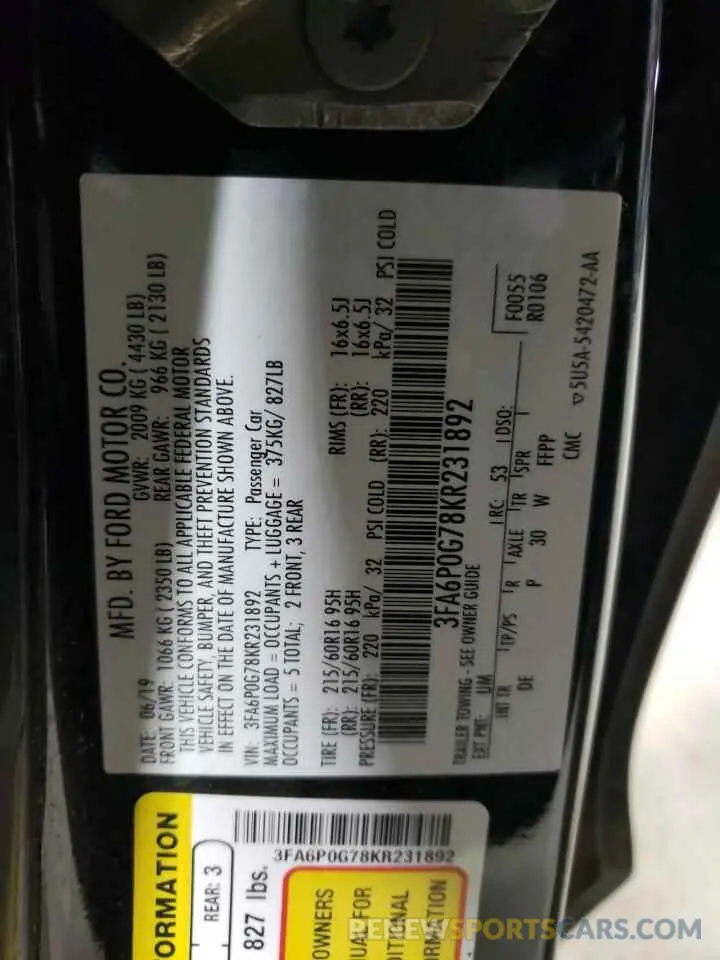 MFD. BY FORD MOTOR CO.
DATE: 06/19 GVWR: 2009 KG ( 4430 LB)
FRONT GAWR: 1066 KG ( 2350 LB) REAR GAWR: 966 KG ( 2130 LB)
THIS VEHICLE CONFORMS TO ALL APPLICABLE FEDERAL MOTOR
VEHICLE SAFETY, BUMPER, AND THEFT PREVENTION STANDARDS
IN EFFECT ON THE DATE OF MANUFACTURE SHOWN ABOVE.
VIN: 3FA6P0G78KR231892 TYPE: Passenger Car
MAXIMUM LOAD = OCCUPANTS + LUGGAGE = 375KG/ 827LB
OCCUPANTS = 5 TOTAL; 2 FRONT, 3 REAR
TIRE (FR): 215/60R16 95H RIMS (FR): 16x6.5J
(RR): 215/60R16 95H (RR): 16x6.5J
PRESSURE (FR): 220 kPa/ 32 PSI COLD (RR): 220 kPa/ 32 PSI COLD
3FA6P0G78KR231892
TRAILER TOWING - SEE OWNER GUIDE F0055
EXT PNT: UM RC: 53 DSO: R0106
INT TR TP/PS R AXLE TR SPR
DE P 30 W FFPP
CMC 5U5A-5420472-AA
3FA6P0G78KR231892
ORMATION
REAR: 3
827 lbs.
OWNERS
FOR
RMATION
RENEWSPORTSCARS.COM